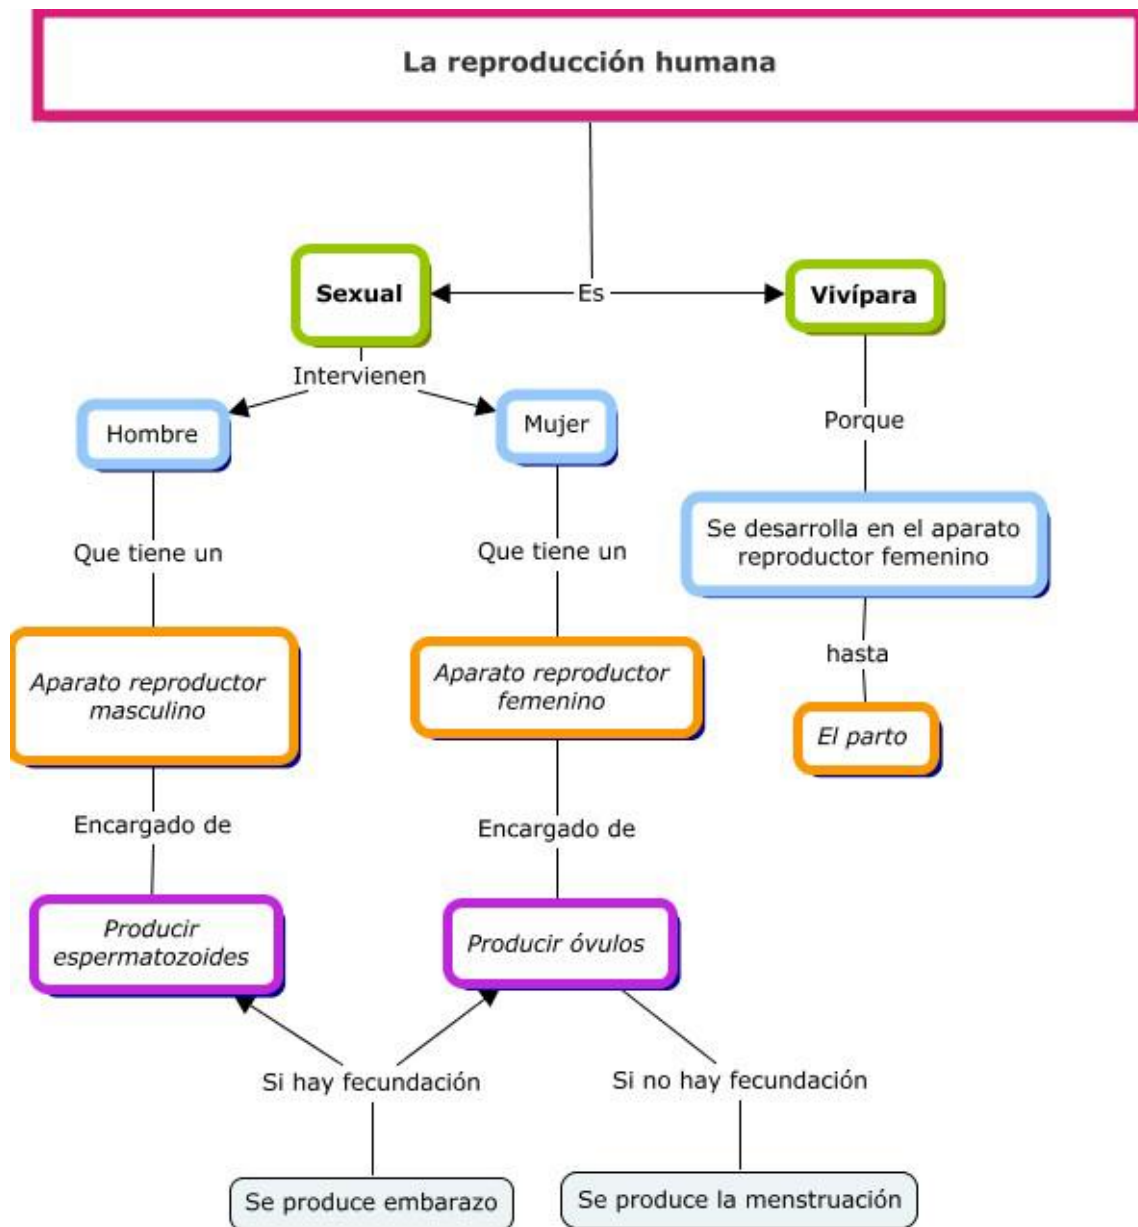 La reproducción humana
Sexual
Es
Vivípara
Intervienen
Hombre
Mujer
Porque
Que tiene un
Que tiene un
Se desarrolla en el aparato
reproductor femenino
Aparato reproductor
masculino
Aparato reproductor
femenino
hasta
El parto
Encargado de
Encargado de
Producir
espermatozoides
Producir óvulos
Si hay fecundación
Si no hay fecundación
Se produce embarazo
Se produce la menstruación